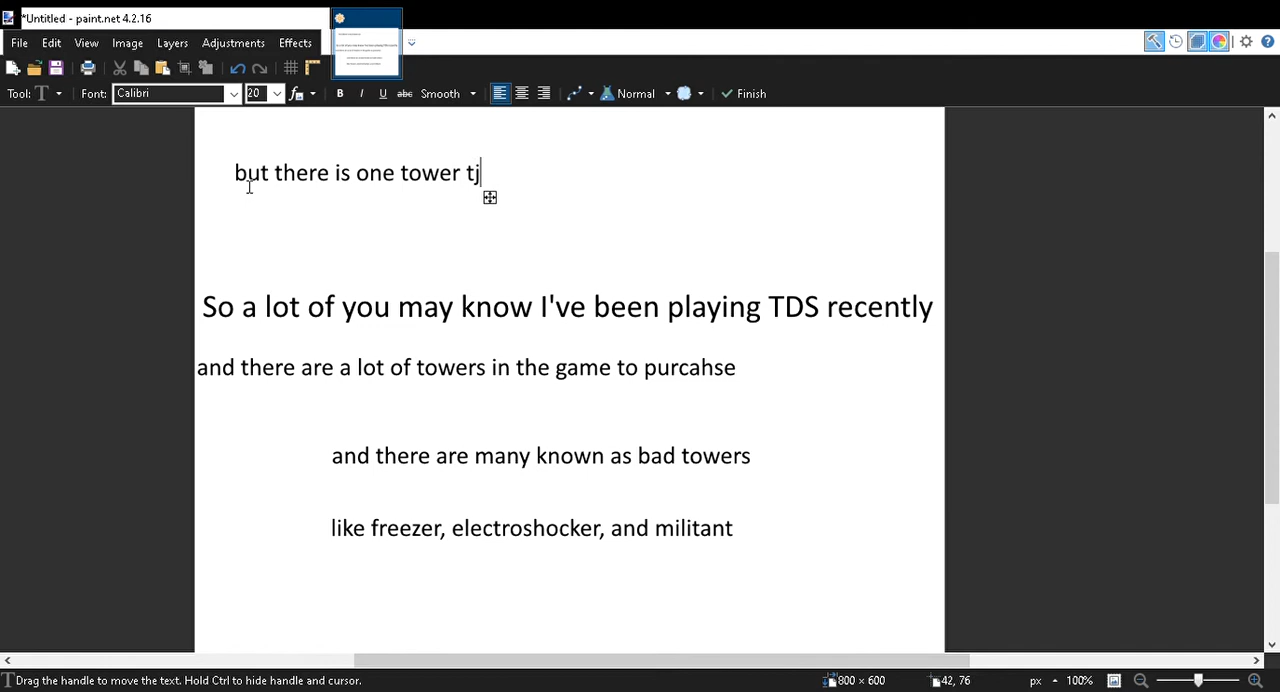 *Untitled - paint.net 4.2.16
File Edit View Image Layers Adjustments Effects
Tool: T Font: Calibri 20 B I U abc Smooth Normal Finish
but there is one tower tj
So a lot of you may know I've been playing TDS recently
and there are a lot of towers in the game to purcahse
and there are many known as bad towers
like freezer, electroshocker, and militant
Drag the handle to move the text. Hold Ctrl to hide handle and cursor. 800 × 600 42, 76 px 100%